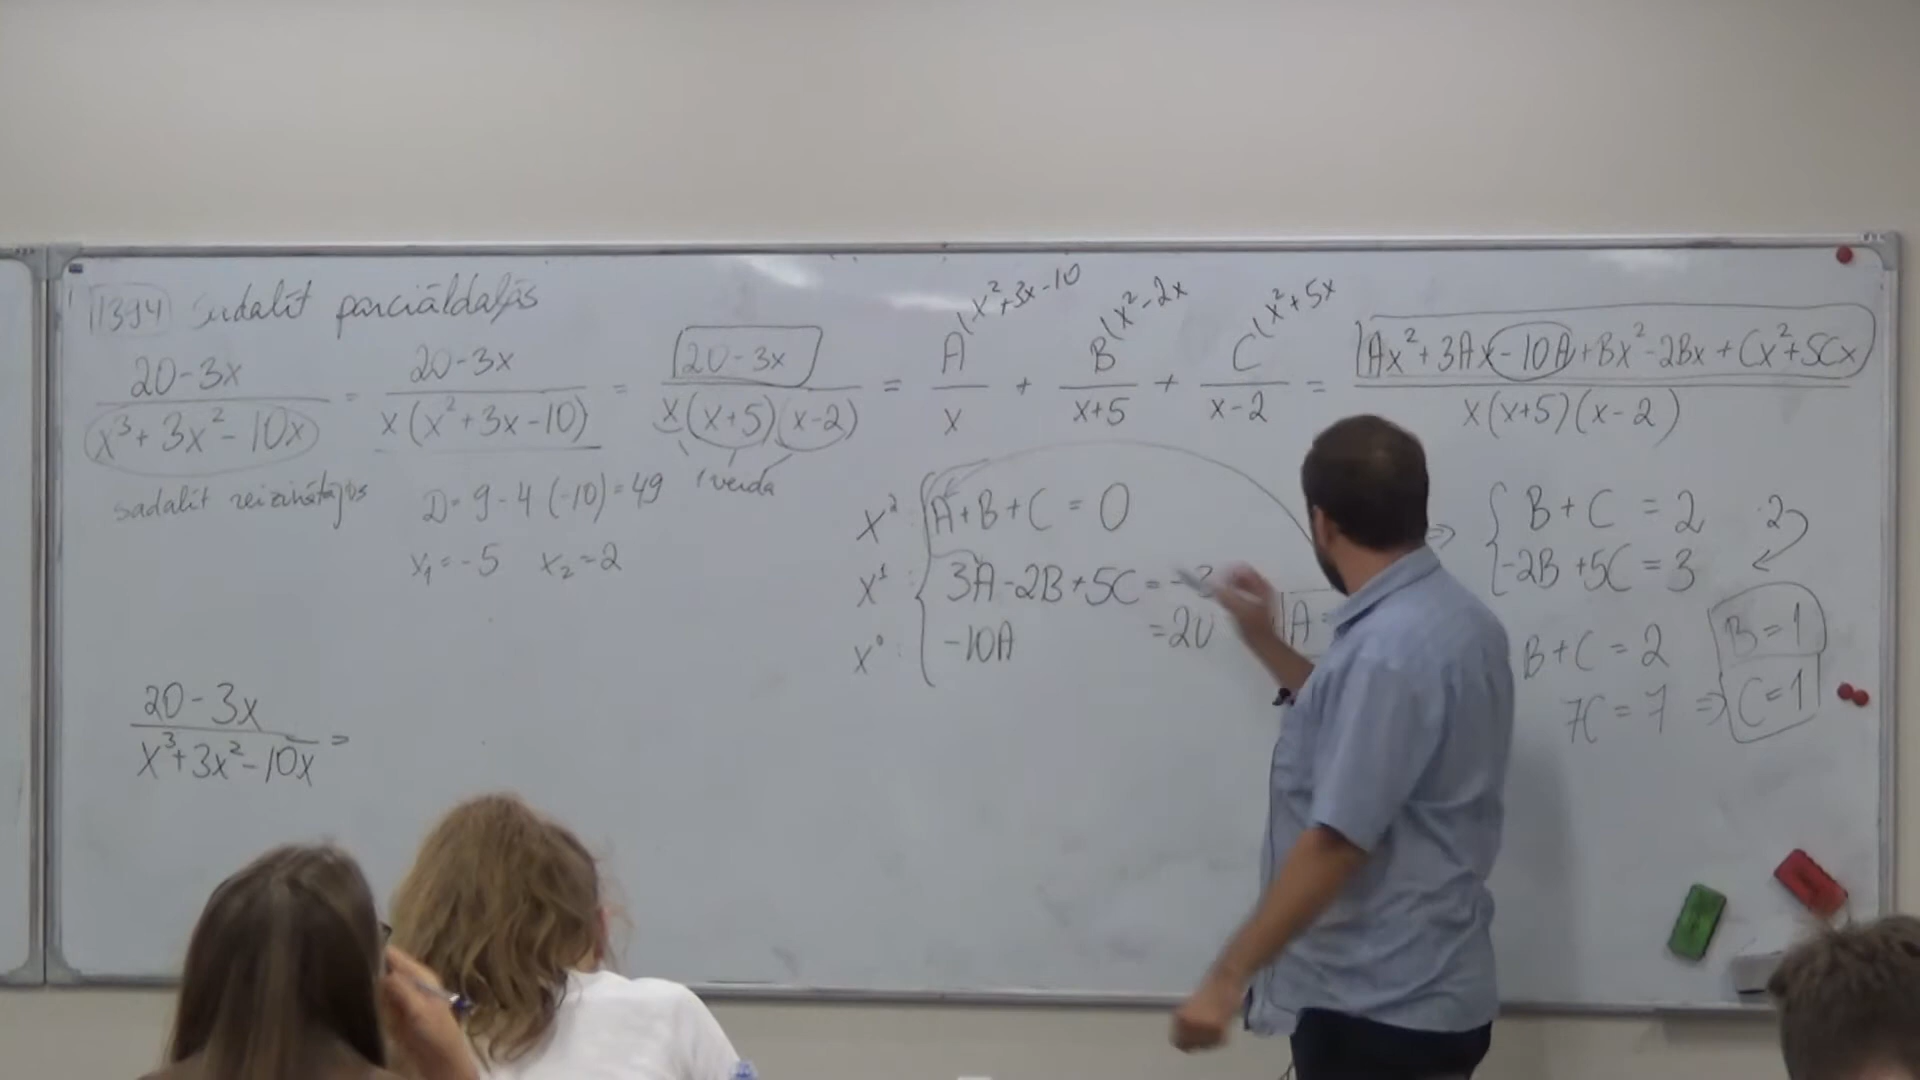 1394 Sadalīt parciāldaļās
20-3x / x³+3x²-10x = 20-3x / x(x²+3x-10) = 20-3x / x(x+5)(x-2) = A(x²+3x-10 / x + B(x²-2x / x+5 + C(x²+5x / x-2 = Ax²+3Ax-10A+Bx²-2Bx+Cx²+5Cx / x(x+5)(x-2)
sadalīt reizinātājos
D=9-4(-10)=49
x₁=-5 x₂=2
x²: A+B+C=0
x¹: 3A-2B+5C=-3
x⁰: -10A =20
A=
⇒ B+C=2 ·2
-2B+5C=3
B+C=2 B=1
7C=7 ⇒ C=1
20-3x / x³+3x²-10x =